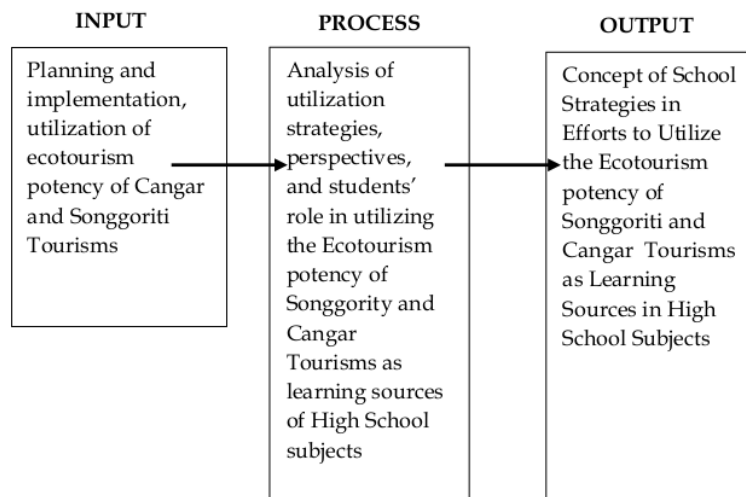 INPUT
Planning and
implementation,
utilization of
ecotourism
potency of Cangar
and Songgoriti
Tourisms
PROCESS
Analysis of
utilization
strategies,
perspectives,
and students’
role in utilizing
the Ecotourism
potency of
Songgority and
Cangar
Tourisms as
learning sources
of High School
subjects
OUTPUT
Concept of School
Strategies in
Efforts to Utilize
the Ecotourism
potency of
Songgoriti and
Cangar Tourisms
as Learning
Sources in High
School Subjects